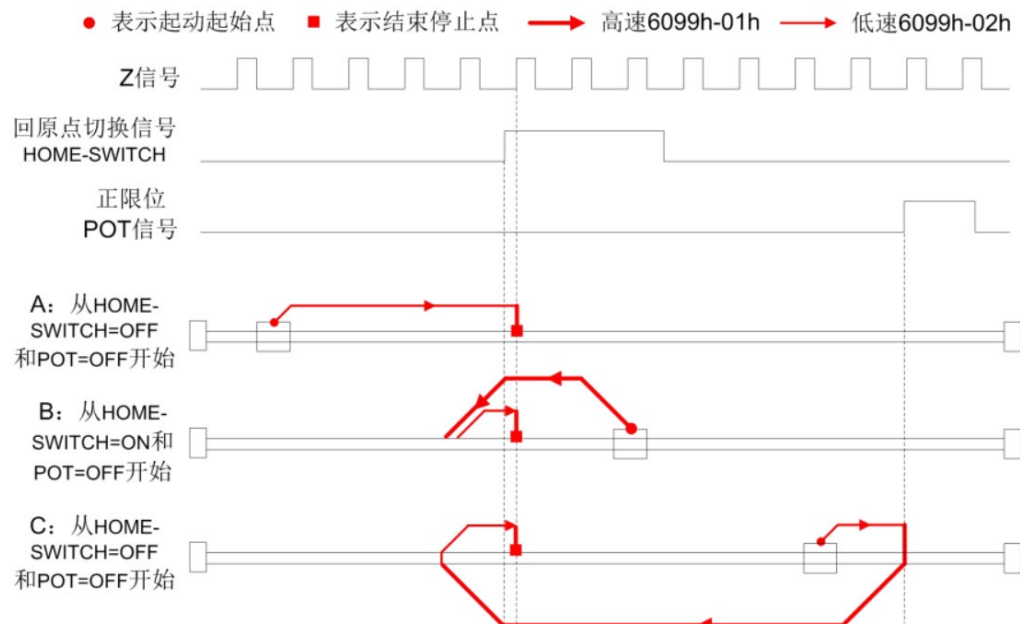 表示起动起始点 表示结束停止点 高速6099h-01h 低速6099h-02h
Z信号
回原点切换信号
HOME-SWITCH
正限位
POT信号
A：从HOME-
SWITCH=OFF
和POT=OFF开始
B：从HOME-
SWITCH=ON和
POT=OFF开始
C：从HOME-
SWITCH=OFF
和POT=OFF开始